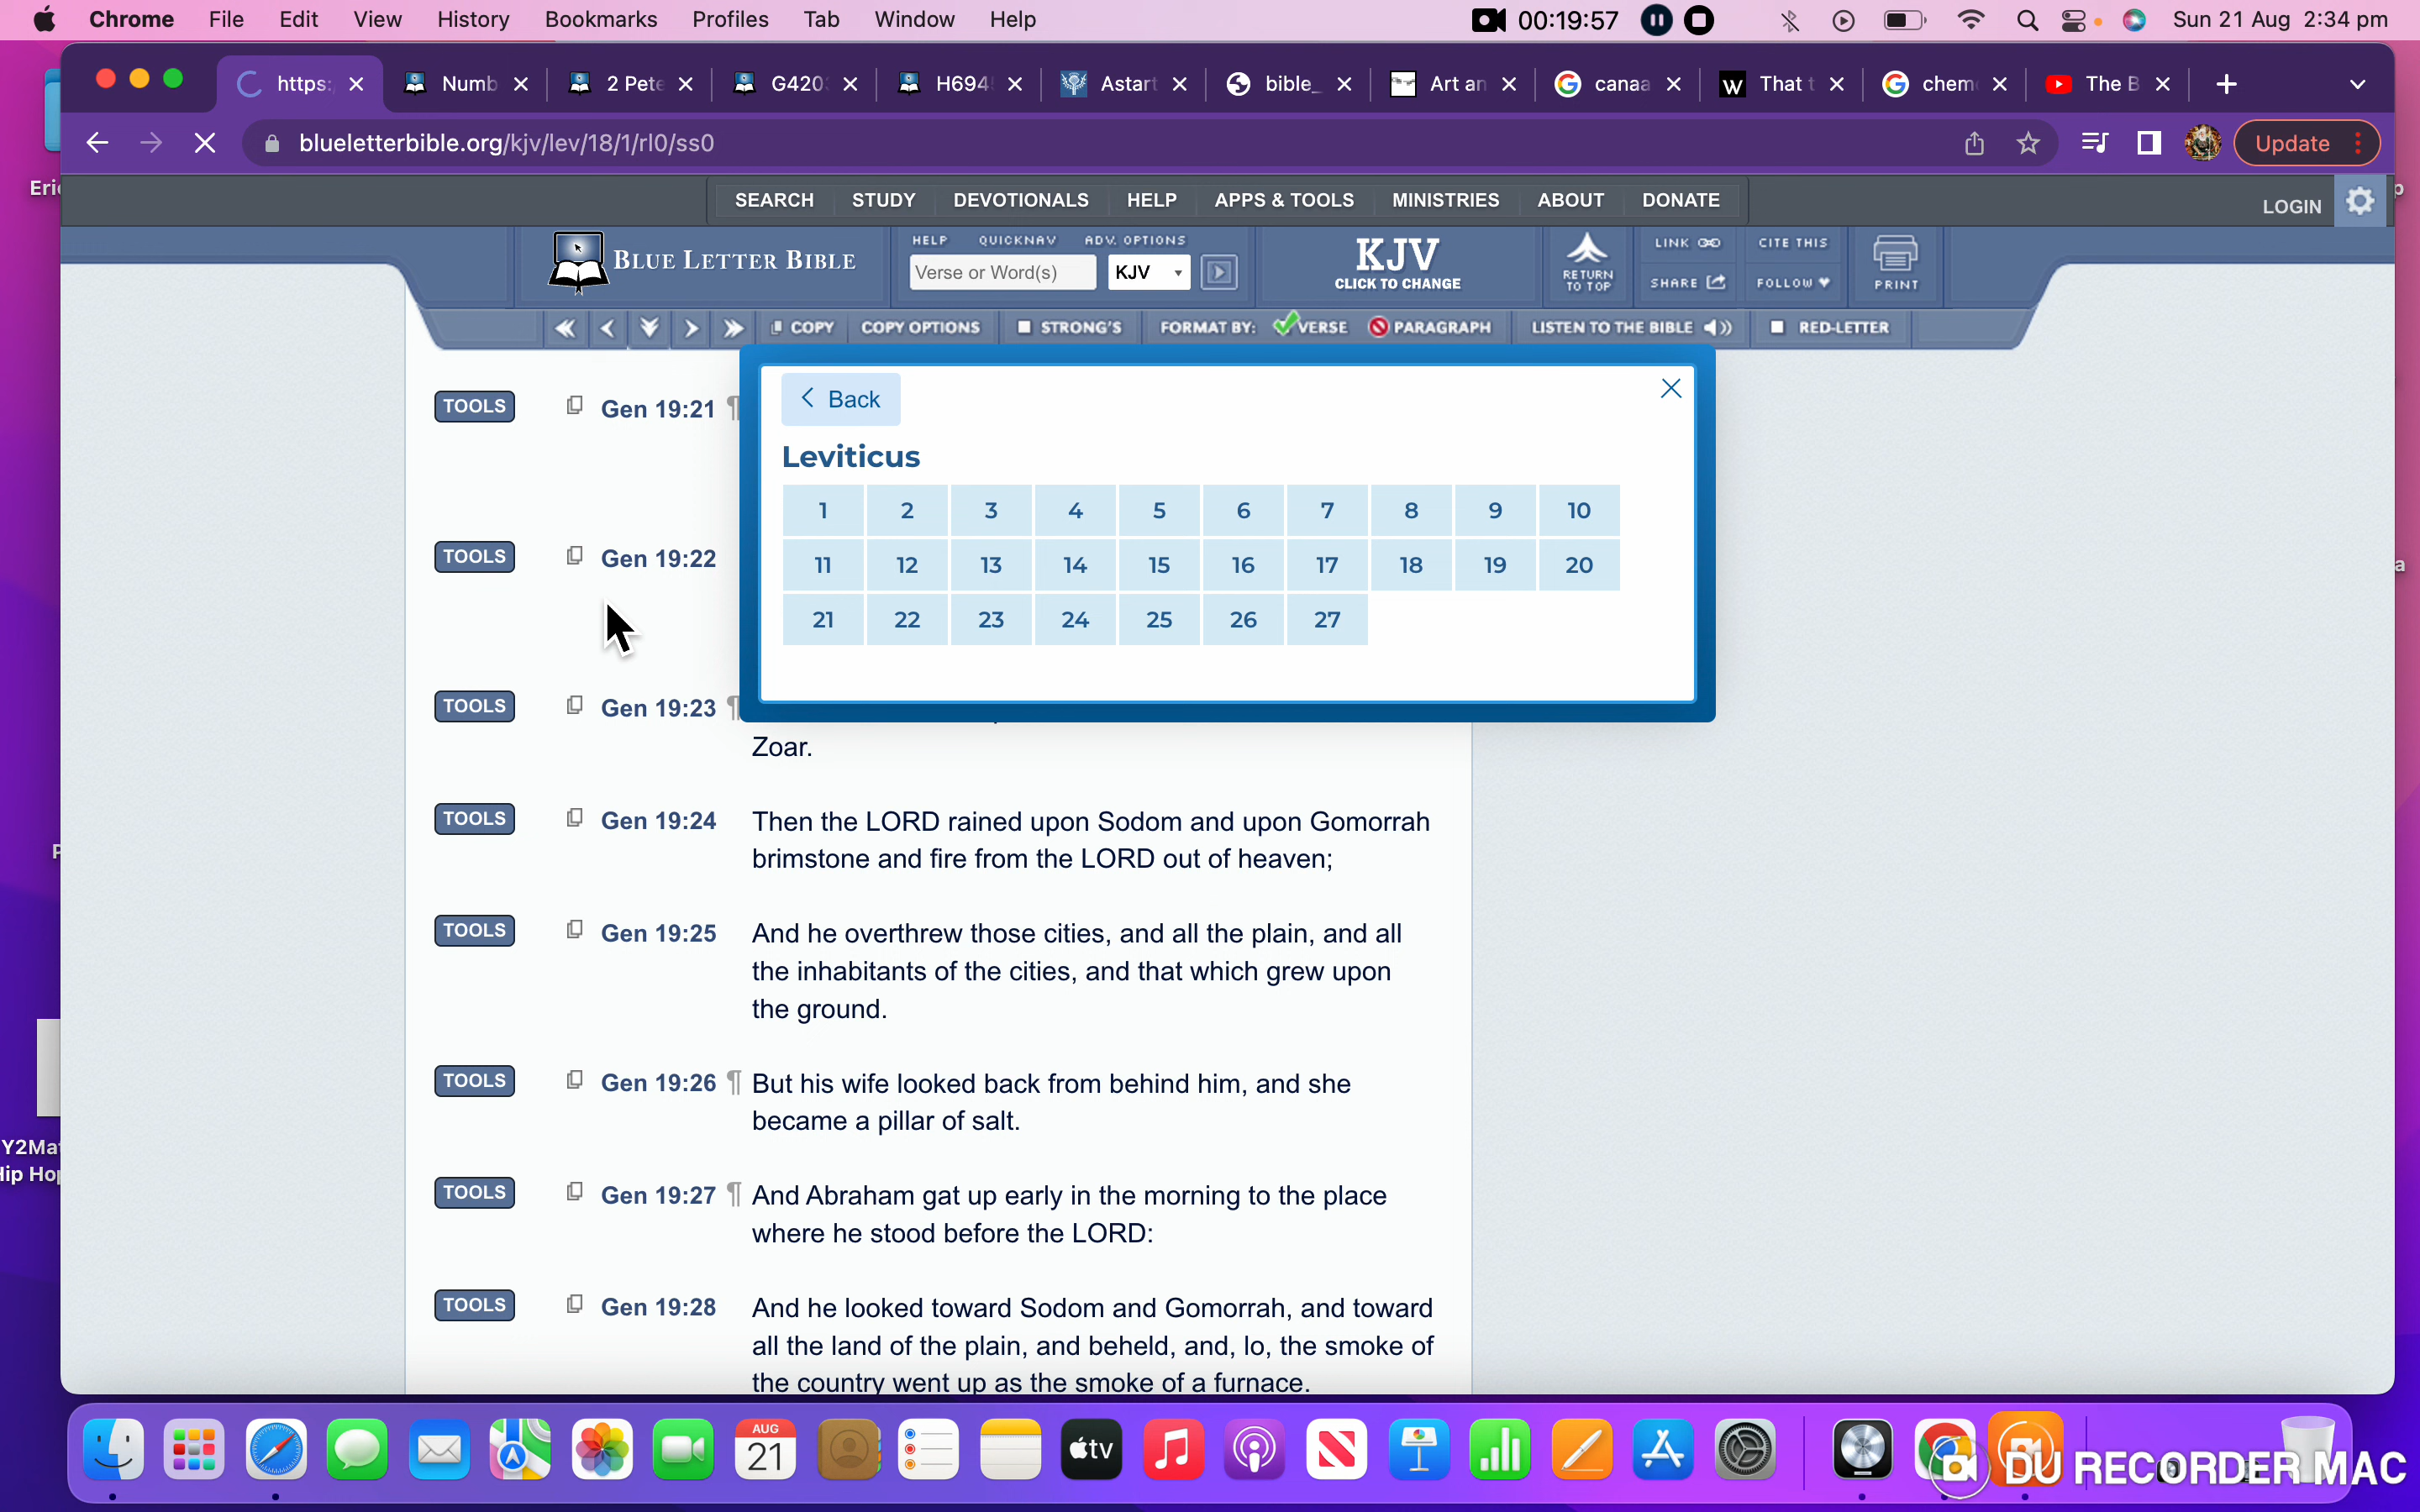 Chrome File Edit View History Bookmarks Profiles Tab Window Help 00:19:57 Sun 21 Aug 2:34 pm
https: Numb 2 Pete G420 H694 Astart bible_ Art an canaa That t chem The B
blueletterbible.org/kjv/lev/18/1/rl0/ss0 Update
SEARCH STUDY DEVOTIONALS HELP APPS & TOOLS MINISTRIES ABOUT DONATE LOGIN
HELP QUICKNAV ADV. OPTIONS
BLUE LETTER BIBLE
Verse or Word(s) KJV
KJV
CLICK TO CHANGE
RETURN
TO TOP
LINK CITE THIS
SHARE FOLLOW
PRINT
COPY COPY OPTIONS STRONG'S FORMAT BY: VERSE PARAGRAPH LISTEN TO THE BIBLE RED-LETTER
Back
Leviticus
1 2 3 4 5 6 7 8 9 10
11 12 13 14 15 16 17 18 19 20
21 22 23 24 25 26 27
TOOLS Gen 19:21 ¶
TOOLS Gen 19:22
TOOLS Gen 19:23 ¶
Zoar.
TOOLS Gen 19:24 Then the LORD rained upon Sodom and upon Gomorrah
brimstone and fire from the LORD out of heaven;
TOOLS Gen 19:25 And he overthrew those cities, and all the plain, and all
the inhabitants of the cities, and that which grew upon
the ground.
TOOLS Gen 19:26 ¶ But his wife looked back from behind him, and she
became a pillar of salt.
TOOLS Gen 19:27 ¶ And Abraham gat up early in the morning to the place
where he stood before the LORD:
TOOLS Gen 19:28 And he looked toward Sodom and Gomorrah, and toward
all the land of the plain, and beheld, and, lo, the smoke of
the country went up as the smoke of a furnace.
Eri
Y2Ma
Hip Hop
AUG
21
tv
DU RECORDER MAC